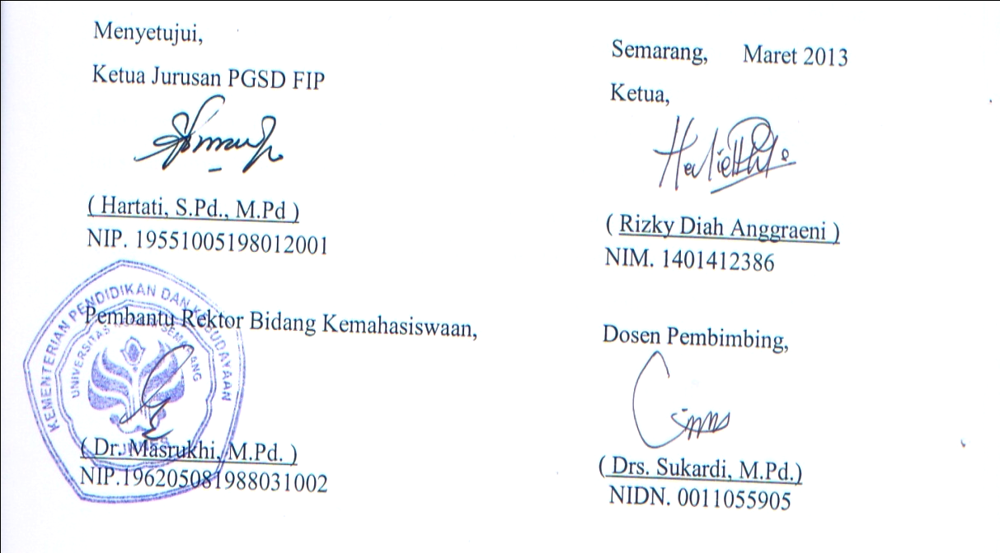 Menyetujui,
Ketua Jurusan PGSD FIP
( Hartati, S.Pd., M.Pd )
NIP. 19551005198012001
Semarang, Maret 2013
Ketua,
( Rizky Diah Anggraeni )
NIM. 1401412386
Pembantu Rektor Bidang Kemahasiswaan,
KEMENTERIAN PENDIDIKAN DAN KEBUDAYAAN
UNIVERSITAS SEMARANG
( Dr. Masrukhi, M.Pd. )
NIP.196205081988031002
Dosen Pembimbing,
( Drs. Sukardi, M.Pd.)
NIDN. 0011055905